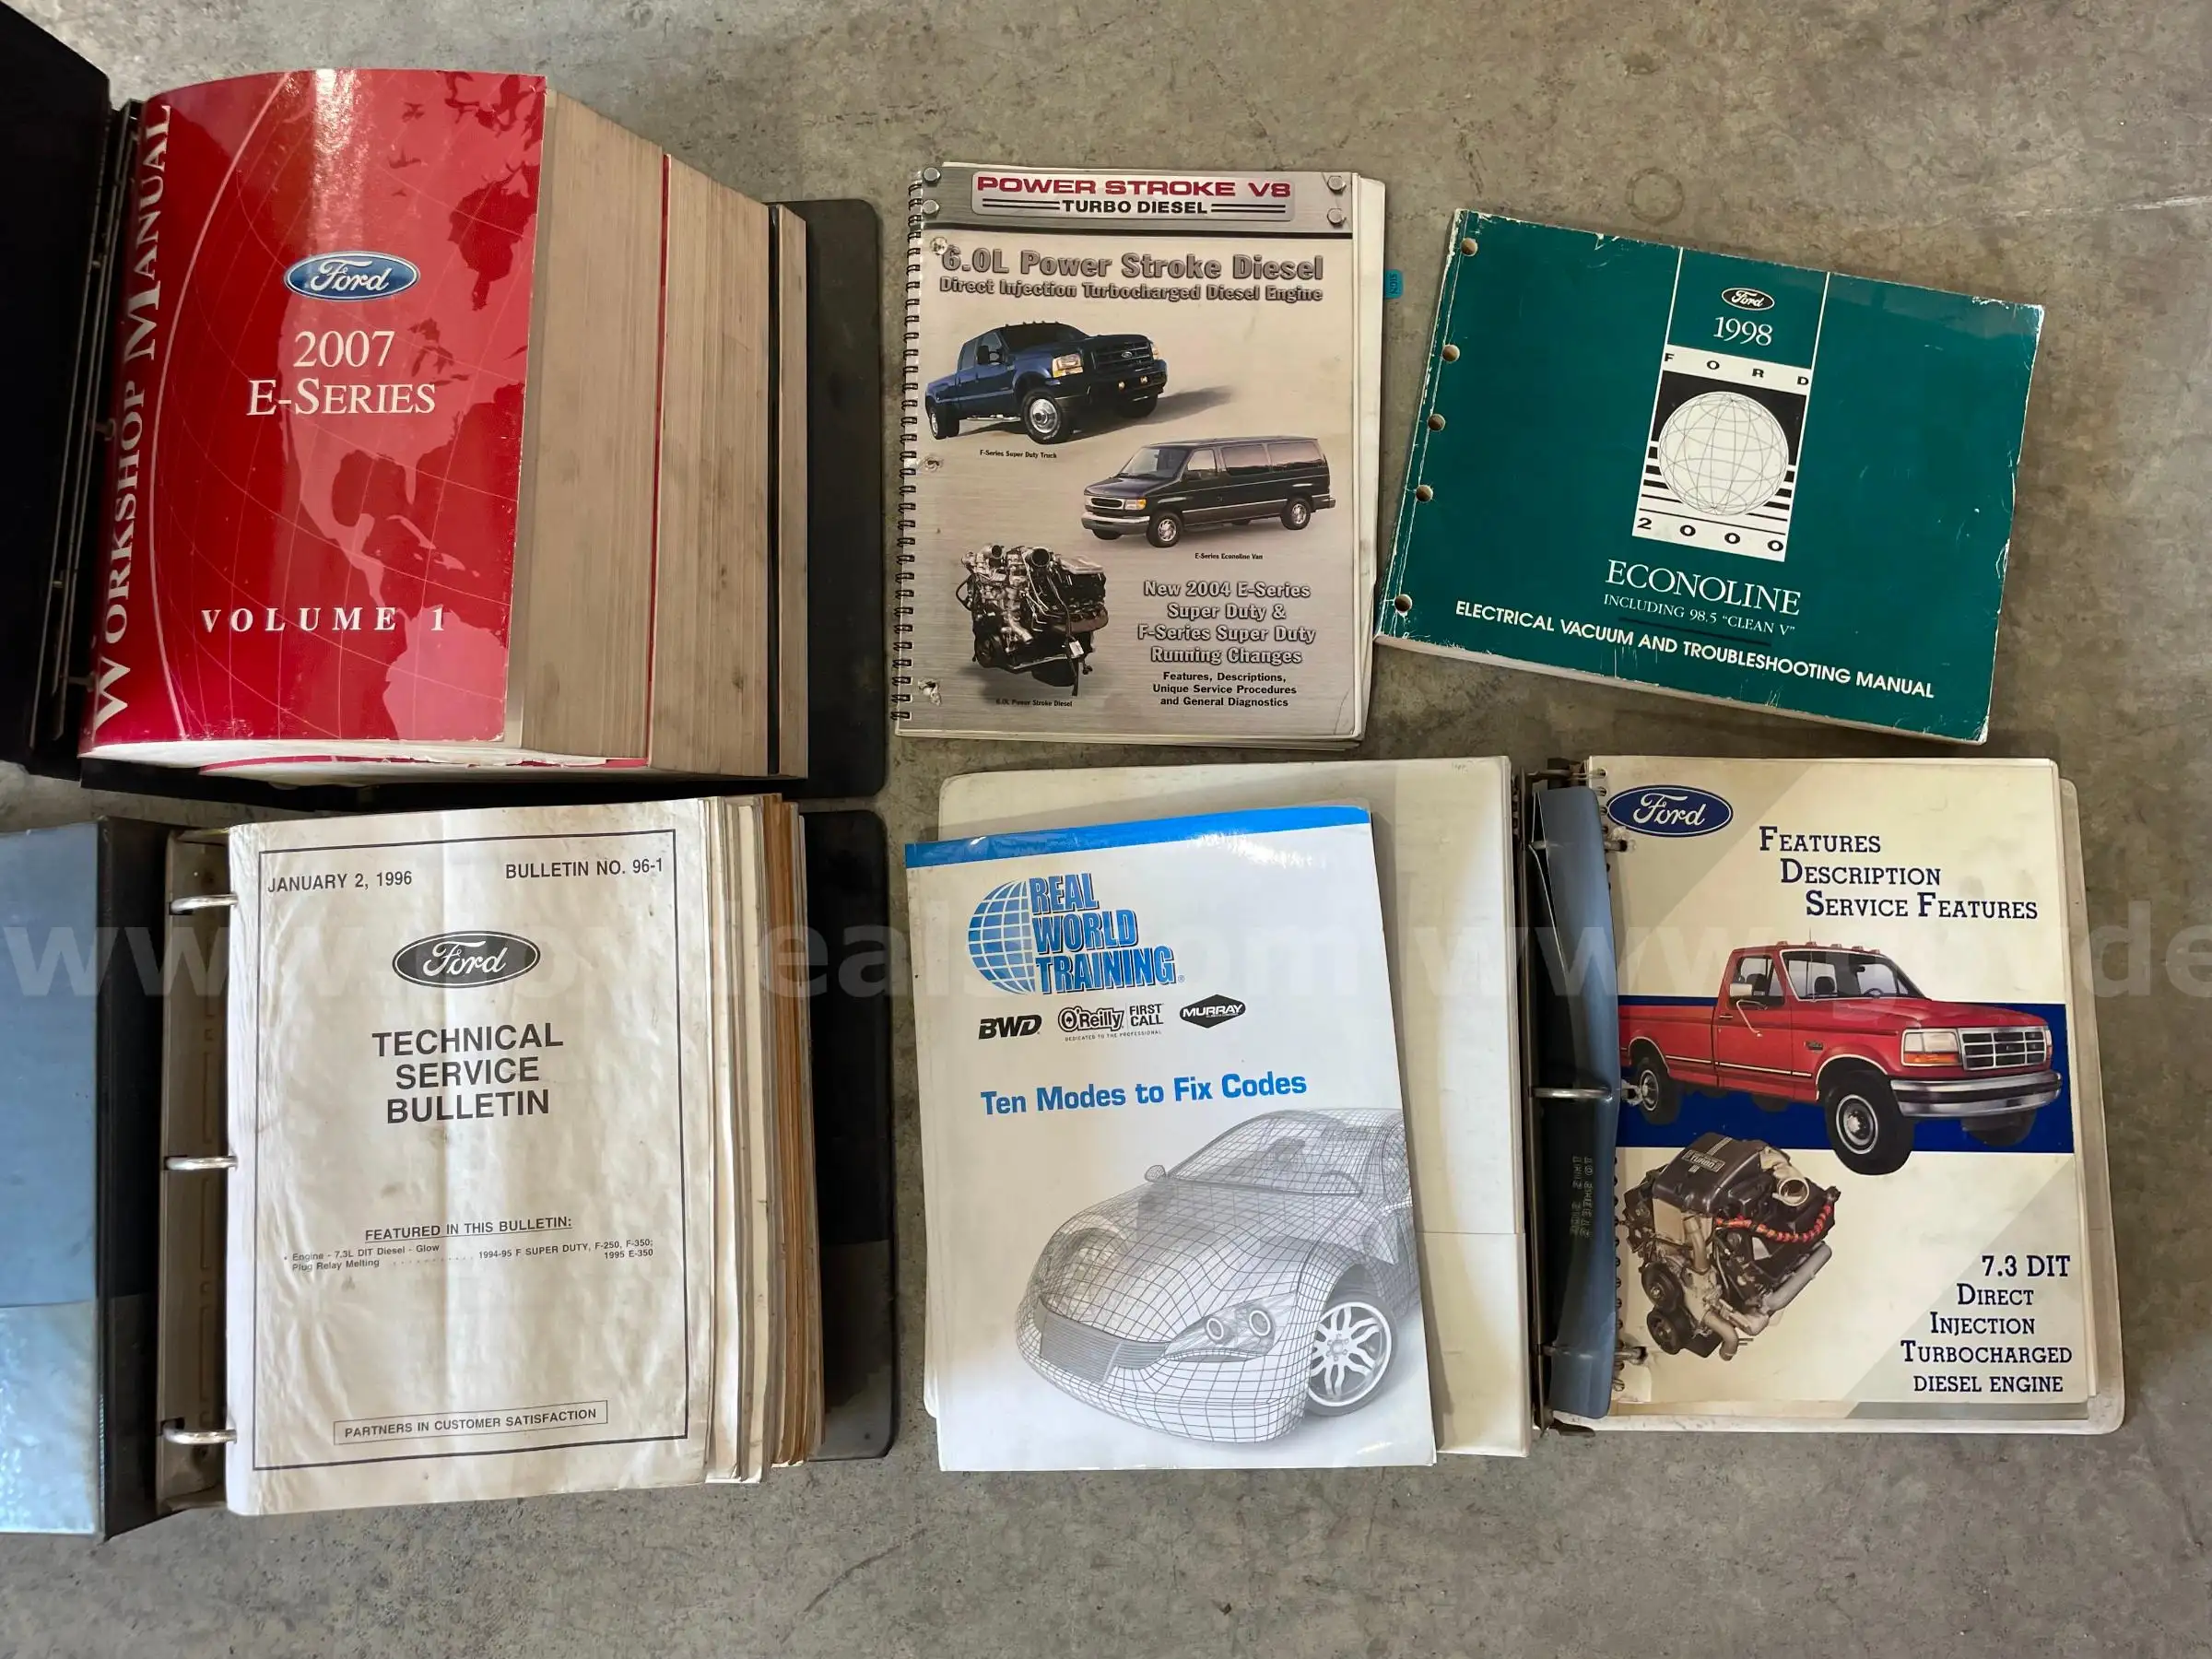 WORKSHOP MANUAL
Ford
2007
E-SERIES
VOLUME 1
POWER STROKE V8
TURBO DIESEL
6.0L Power Stroke Diesel
Direct Injection Turbocharged Diesel Engine
F-Series Super Duty Truck
E-Series Econoline Van
New 2004 E-Series
Super Duty &
F-Series Super Duty
Running Changes
Features, Descriptions,
Unique Service Procedures
and General Diagnostics
6.0L Power Stroke Diesel
Ford
1998
FORD
2000
ECONOLINE
INCLUDING 98.5 "CLEAN V"
ELECTRICAL VACUUM AND TROUBLESHOOTING MANUAL
JANUARY 2, 1996 BULLETIN NO. 96-1
Ford
TECHNICAL
SERVICE
BULLETIN
FEATURED IN THIS BULLETIN:
• Engine - 7.3L DIT Diesel - Glow 1994-95 F SUPER DUTY, F-250, F-350;
Plug Relay Melting . . . . . . . . . . . 1995 E-350
PARTNERS IN CUSTOMER SATISFACTION
REAL
WORLD
TRAINING®
BWD O'Reilly FIRST CALL MURRAY
DEDICATED TO THE PROFESSIONAL
Ten Modes to Fix Codes
Ford
FEATURES
DESCRIPTION
SERVICE FEATURES
7.3 DIT
DIRECT
INJECTION
TURBOCHARGED
DIESEL ENGINE